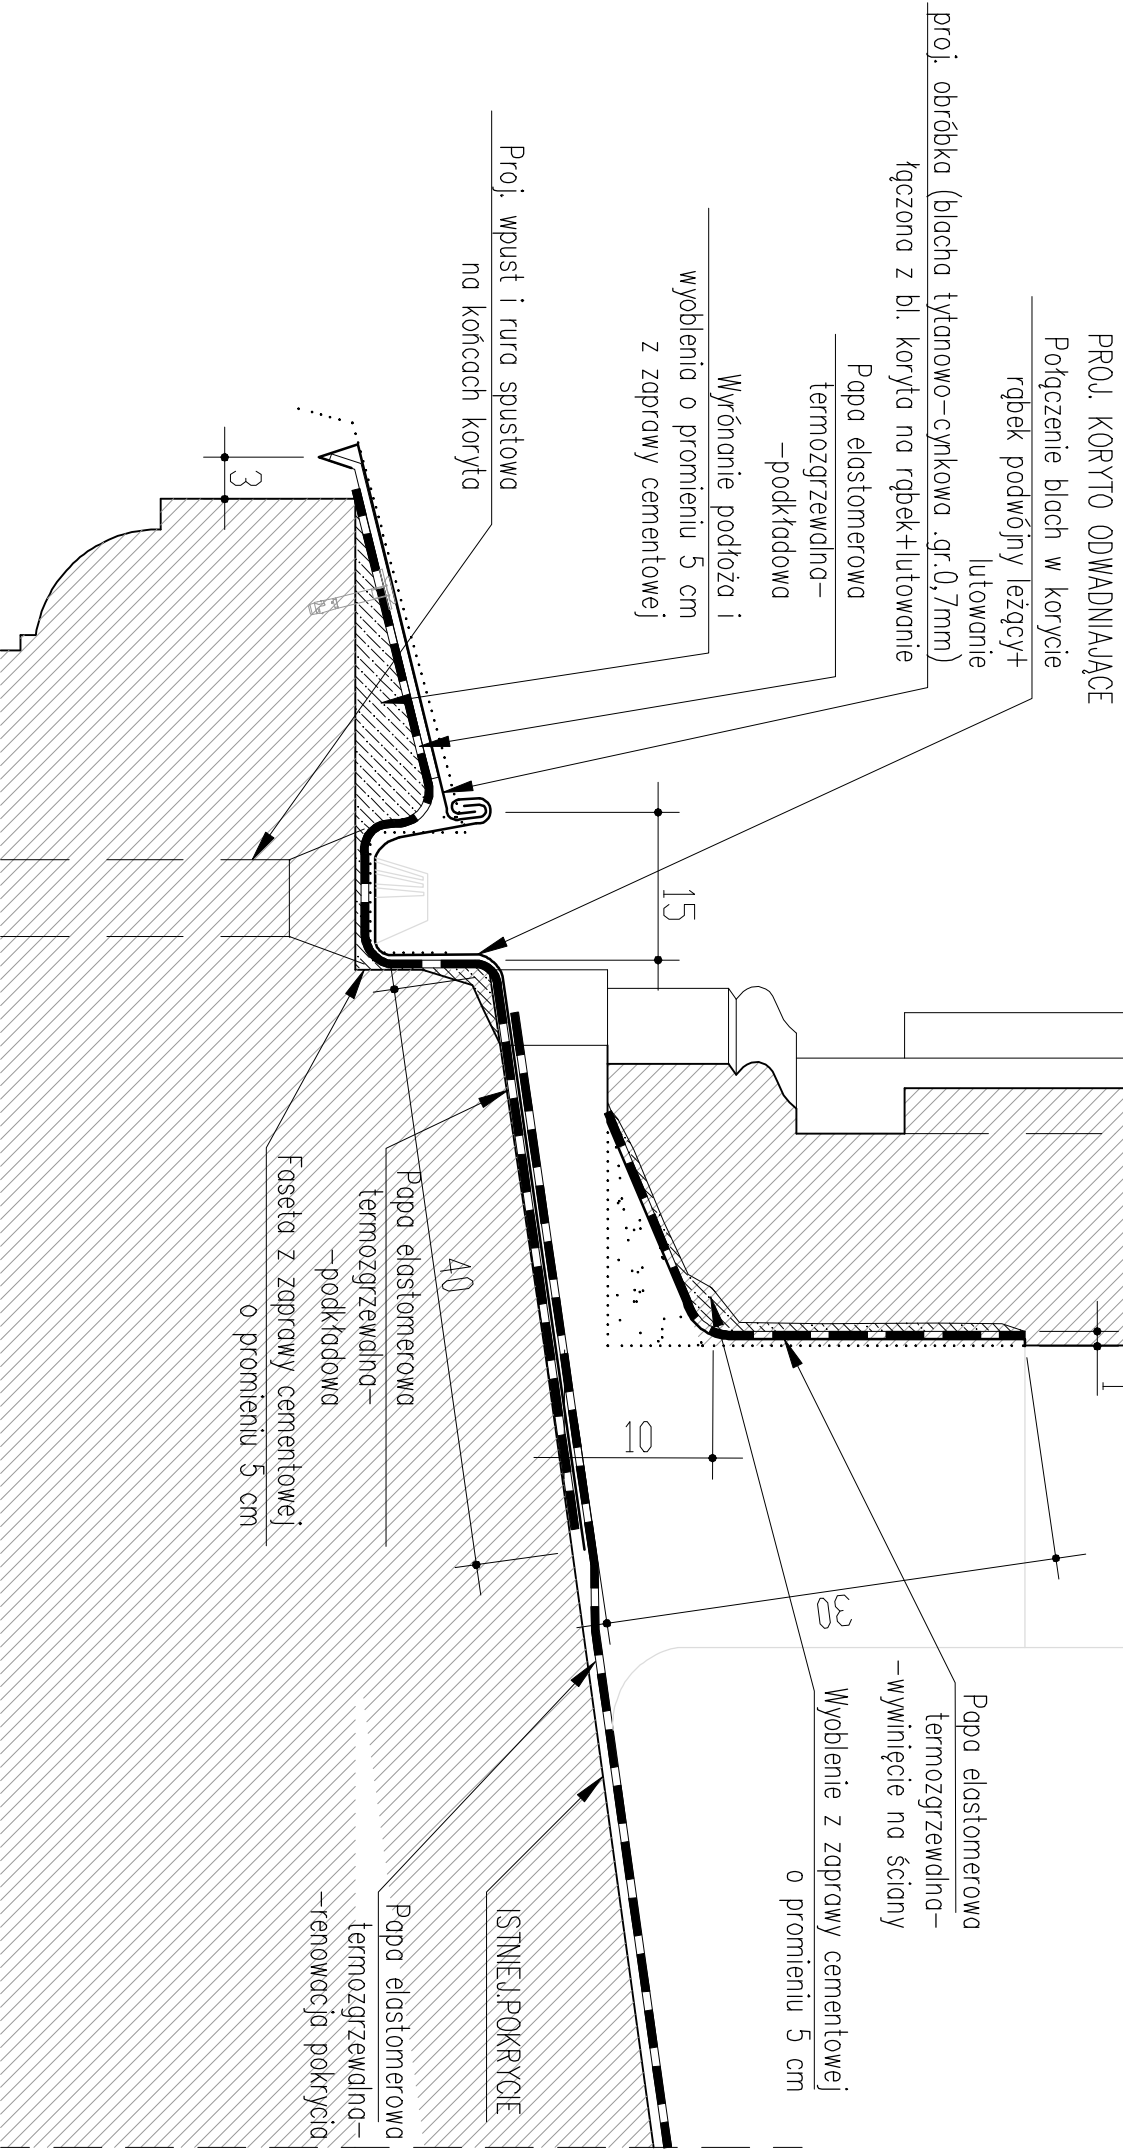 PROJ. KORYTO ODWADNIAJĄCE
Połączenie blach w korycie
rąbek podwójny leżący+
lutowanie
proj. obróbka (blacha tytanowo-cynkowa .gr.0,7mm)
łączona z bl. koryta na rąbek+lutowanie
Papa elastomerowa
termozgrzewalna-
-podkładowa
Wyrónanie podłoża i
wyoblenia o promieniu 5 cm
z zaprawy cementowej
Proj. wpust i rura spustowa
na końcach koryta
3
15
1
10
30
40
Papa elastomerowa
termozgrzewalna-
-podkładowa
Faseta z zaprawy cementowej
o promieniu 5 cm
Papa elastomerowa
termozgrzewalna-
-wywinięcie na ściany
Wyoblenie z zaprawy cementowej
o promieniu 5 cm
ISTNIEJ.POKRYCIE
Papa elastomerowa
termozgrzewalna-
-renowacja pokrycia